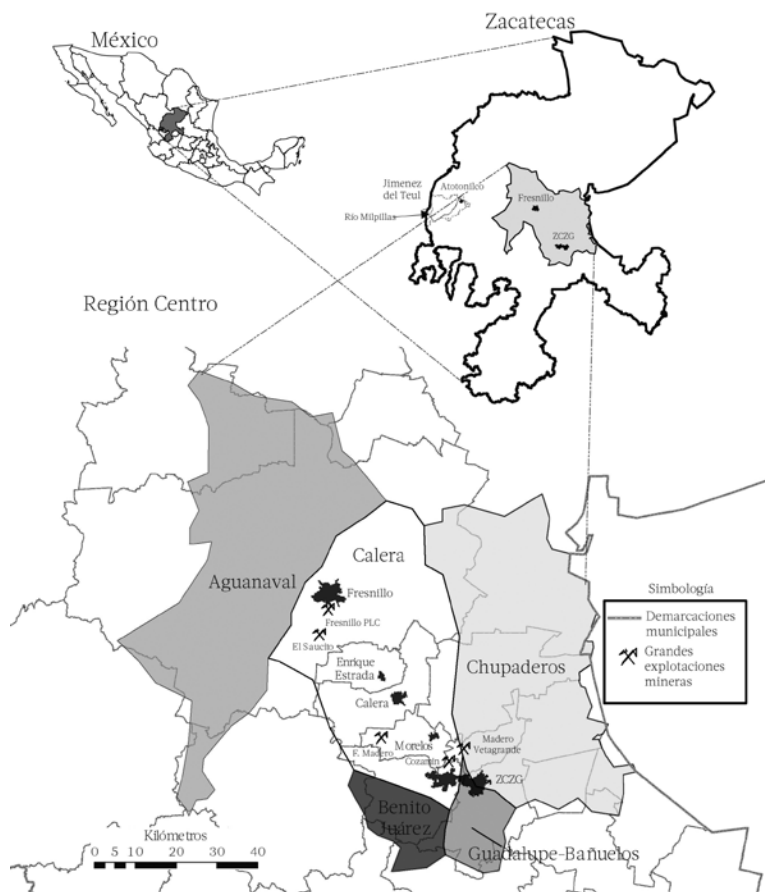 México
Zacatecas
Jimenez
del Teul
Atotonilco
Río Milpillas
Fresnillo
ZCZG
Región Centro
Calera
Aguanaval
Fresnillo
Fresnillo PLC
El Saucito
Enrique
Estrada
Calera
Chupaderos
Simbología
Demarcaciones
municipales
Grandes
explotaciones
mineras
F. Madero
Morelos
Madero
Vetagrande
Cozamin
ZCZG
Benito
Juárez
Guadalupe-Bañuelos
Kilómetros
0 5 10 20 30 40